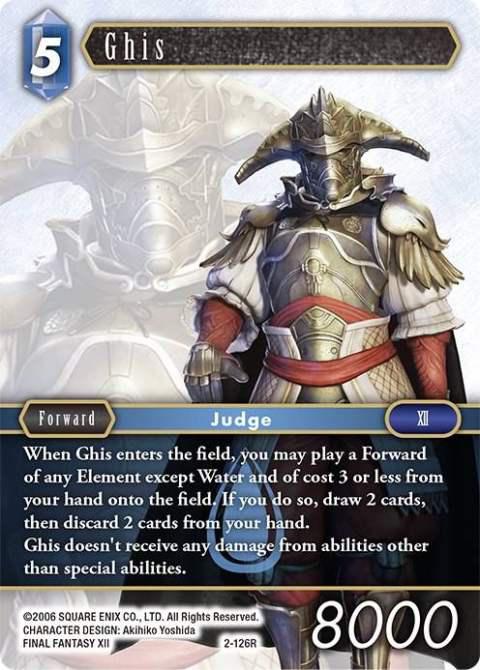 5
Ghis
Forward
Judge
XII
When Ghis enters the field, you may play a Forward
of any Element except Water and of cost 3 or less from
your hand onto the field. If you do so, draw 2 cards,
then discard 2 cards from your hand.
Ghis doesn't receive any damage from abilities other
than special abilities.
©2006 SQUARE ENIX CO., LTD. All Rights Reserved.
CHARACTER DESIGN: Akihiko Yoshida
FINAL FANTASY XII
2-126R
8000